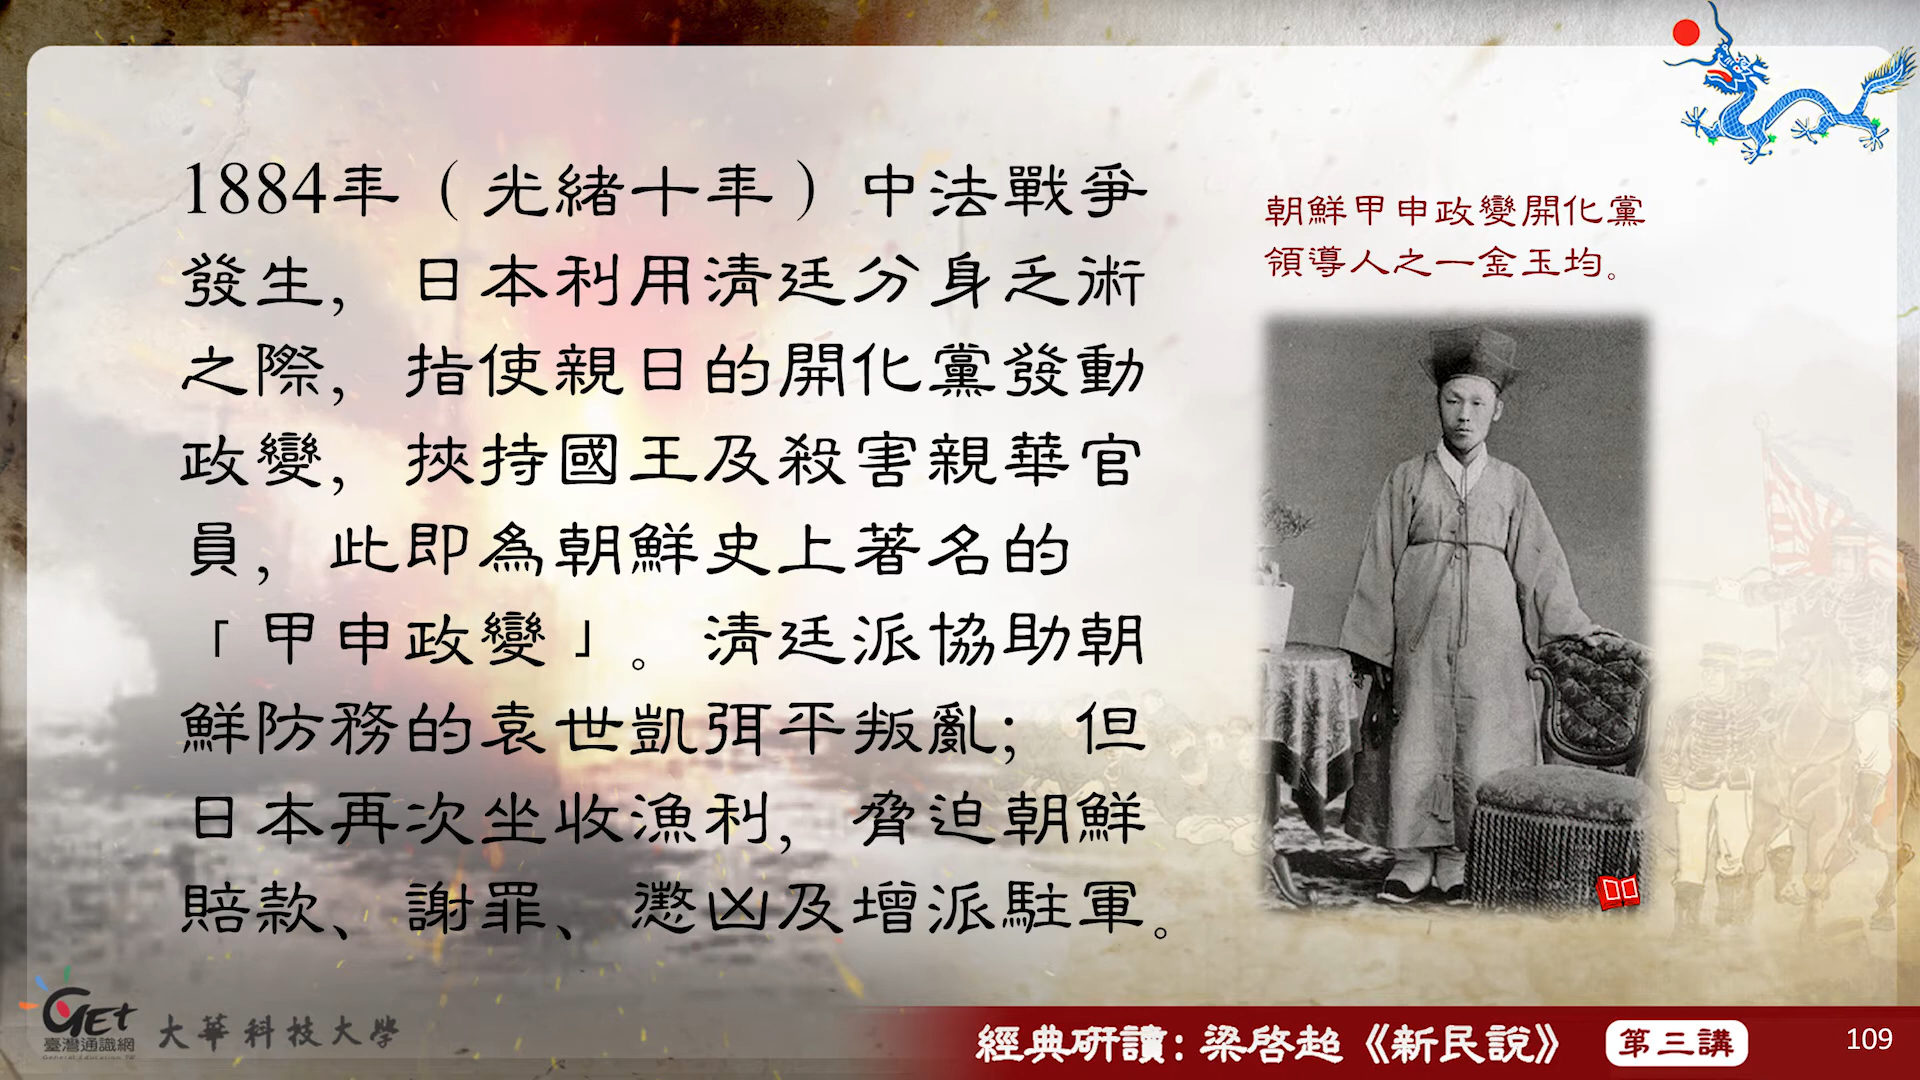 1884年（光緒十年）中法戰爭
發生，日本利用清廷分身乏術
之際，指使親日的開化黨發動
政變，挾持國王及殺害親華官
員，此即為朝鮮史上著名的
「甲申政變」。清廷派協助朝
鮮防務的袁世凱弭平叛亂；但
日本再次坐收漁利，脅迫朝鮮
賠款、謝罪、懲凶及增派駐軍。
朝鮮甲申政變開化黨
領導人之一金玉均。
GEt
臺灣通識網
General Education TW
大華科技大學
經典研讀：梁啓超《新民說》
第三講
109